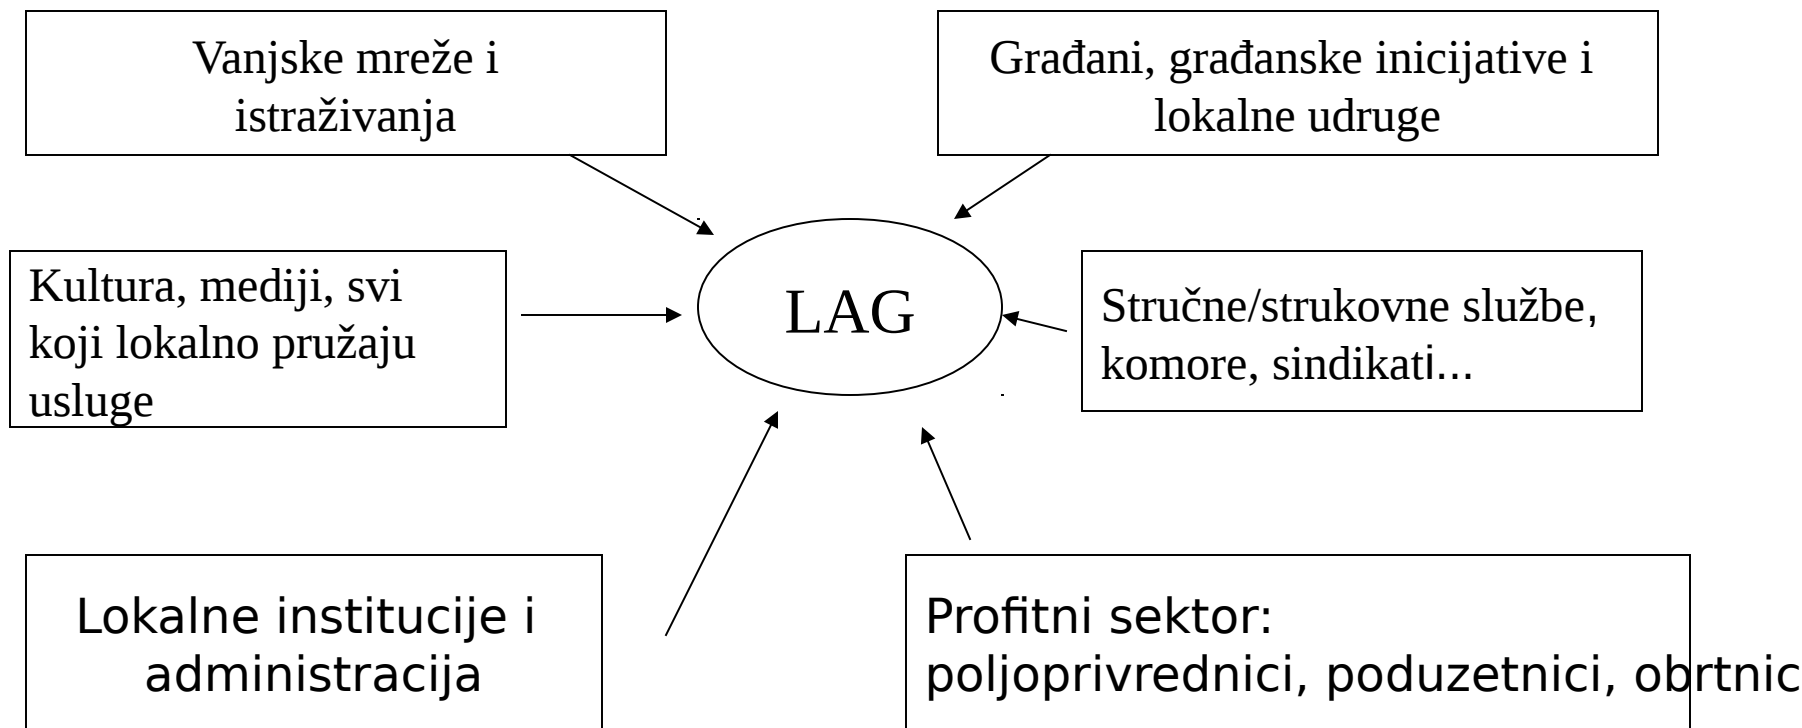 Vanjske mreže i
istraživanja
Građani, građanske inicijative i
lokalne udruge
Kultura, mediji, svi
koji lokalno pružaju
usluge
LAG
Stručne/strukovne službe,
komore, sindikati...
Lokalne institucije i
administracija
Profitni sektor:
poljoprivrednici, poduzetnici, obrtnic